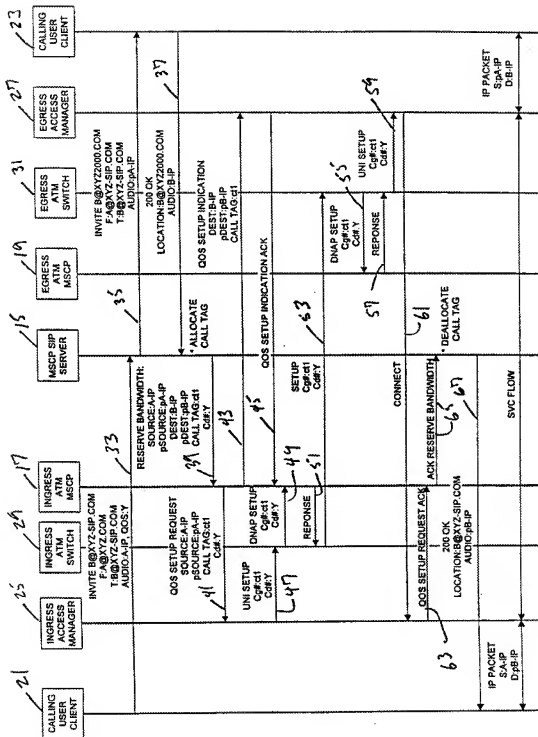 21
25
29
17
15
19
31
27
23
CALLING
USER
CLIENT
INGRESS
ACCESS
MANAGER
INGRESS
ATM
SWITCH
INGRESS
ATM
MSCP
MSCP SIP
SERVER
EGRESS
ATM
MSCP
EGRESS
ATM
SWITCH
EGRESS
ACCESS
MANAGER
CALLING
USER
CLIENT
INVITE B@XYZ-SIP.COM
F:A@XYZ.COM
T:B@XYZ-SIP.COM
AUDIO:A-IP, QOS:Y
33
INVITE B@XYZ2000.COM
F:A@XYZ-SIP.COM
T:B@XYZ-SIP.COM
AUDIO:pA-IP
35
200 OK
LOCATION:B@XYZ2000.COM
AUDIO:B-IP
37
* ALLOCATE
CALL TAG
RESERVE BANDWIDTH:
SOURCE:A-IP
pSOURCE:pA-IP
DEST:B-IP
pDEST:pB-IP
CALL TAG:ct1
Cd#:Y
39
QOS SETUP REQUEST
SOURCE:A-IP
pSOURCE:pA-IP
CALL TAG:ct1
Cd#:Y
41
QOS SETUP INDICATION
DEST:B-IP
pDEST:pB-IP
CALL TAG:ct1
43
QOS SETUP INDICATION ACK
45
UNI SETUP
Cg#:ct1
Cd#:Y
47
DNAP SETUP
Cg#:ct1
Cd#:Y
49
REPONSE
51
SETUP
Cg#:ct1
Cd#:Y
53
DNAP SETUP
Cg#:ct1
Cd#:Y
55
REPONSE
57
UNI SETUP
Cg#:ct1
Cd#:Y
59
CONNECT
61
QOS SETUP REQUEST ACK
63
ACK RESERVE BANDWIDTH
65
* DEALLOCATE
CALL TAG
200 OK
LOCATION:B@XYZ-SIP.COM
AUDIO:pB-IP
67
IP PACKET
S:A-IP
D:pB-IP
SVC FLOW
IP PACKET
S:pA-IP
D:B-IP